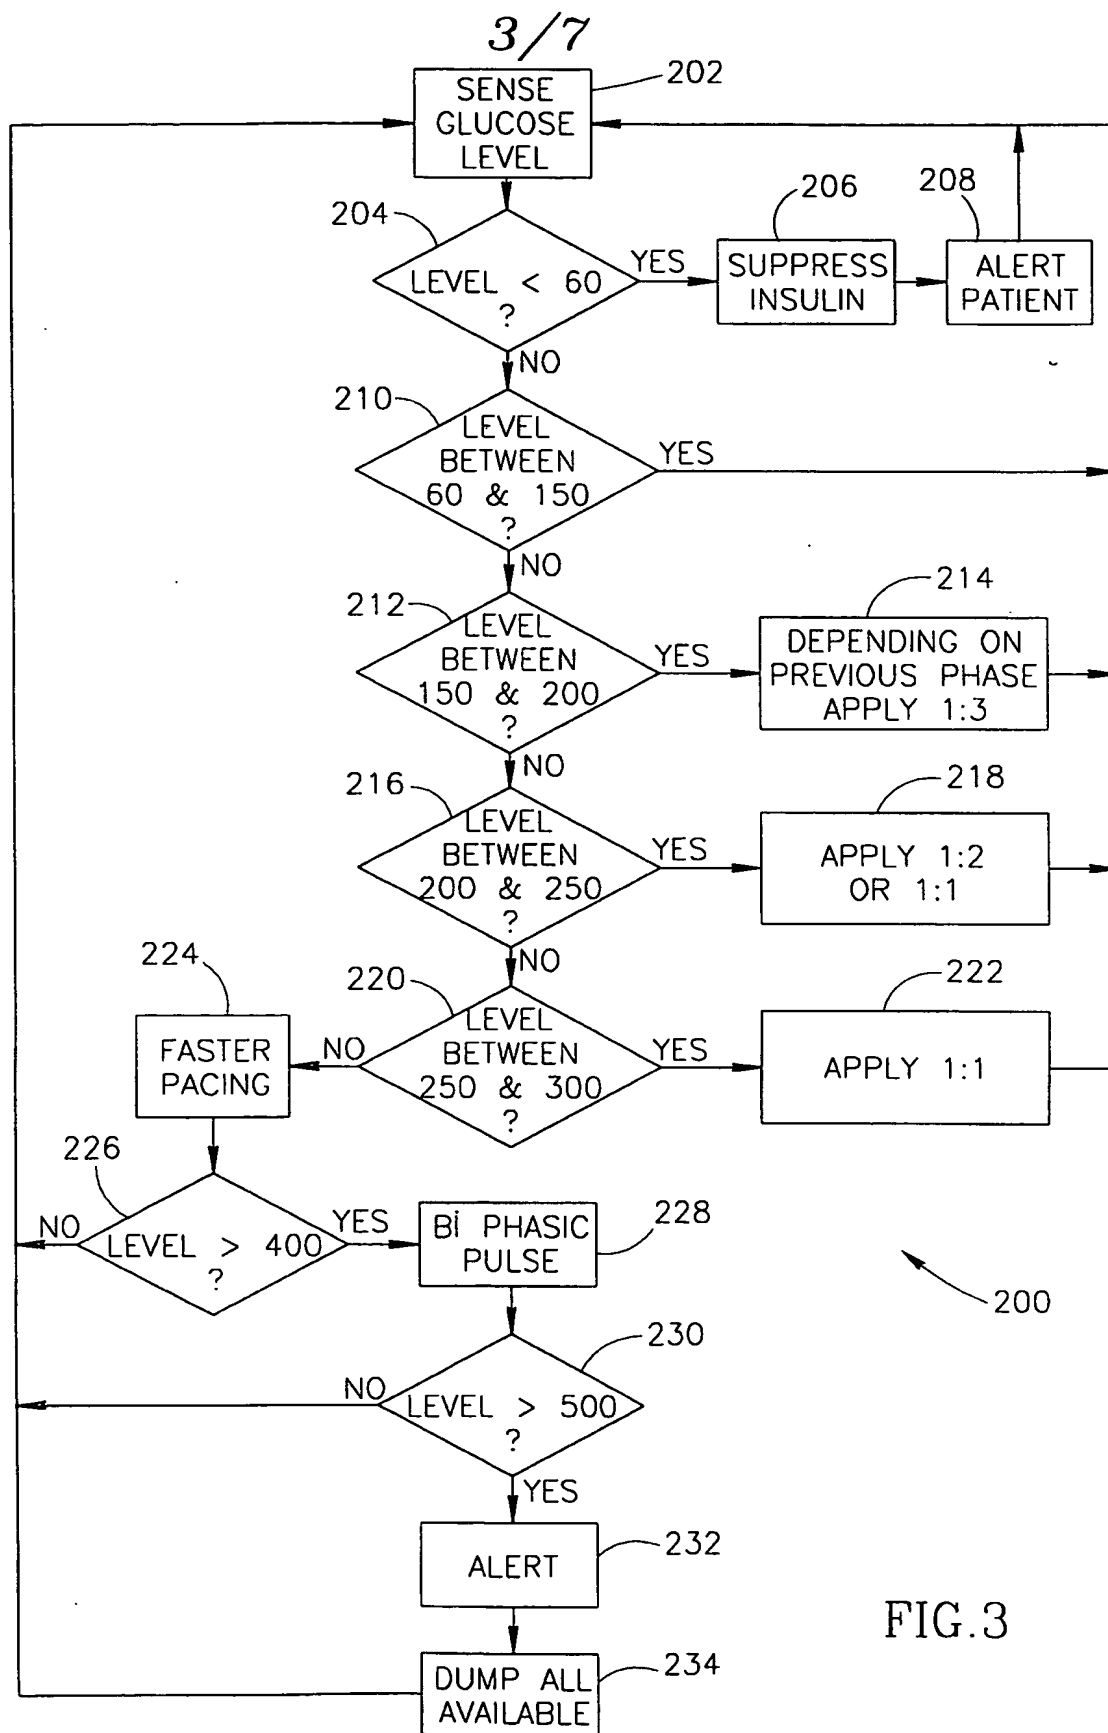 3/7
202
SENSE
GLUCOSE
LEVEL
204
LEVEL < 60
?
YES
NO
206
SUPPRESS
INSULIN
208
ALERT
PATIENT
210
LEVEL
BETWEEN
60 & 150
?
YES
NO
212
LEVEL
BETWEEN
150 & 200
?
YES
NO
214
DEPENDING ON
PREVIOUS PHASE
APPLY 1:3
216
LEVEL
BETWEEN
200 & 250
?
YES
NO
218
APPLY 1:2
OR 1:1
220
LEVEL
BETWEEN
250 & 300
?
YES
NO
222
APPLY 1:1
224
FASTER
PACING
226
LEVEL > 400
?
NO
YES
228
Bi PHASIC
PULSE
200
230
LEVEL > 500
?
NO
YES
232
ALERT
234
DUMP ALL
AVAILABLE
FIG.3